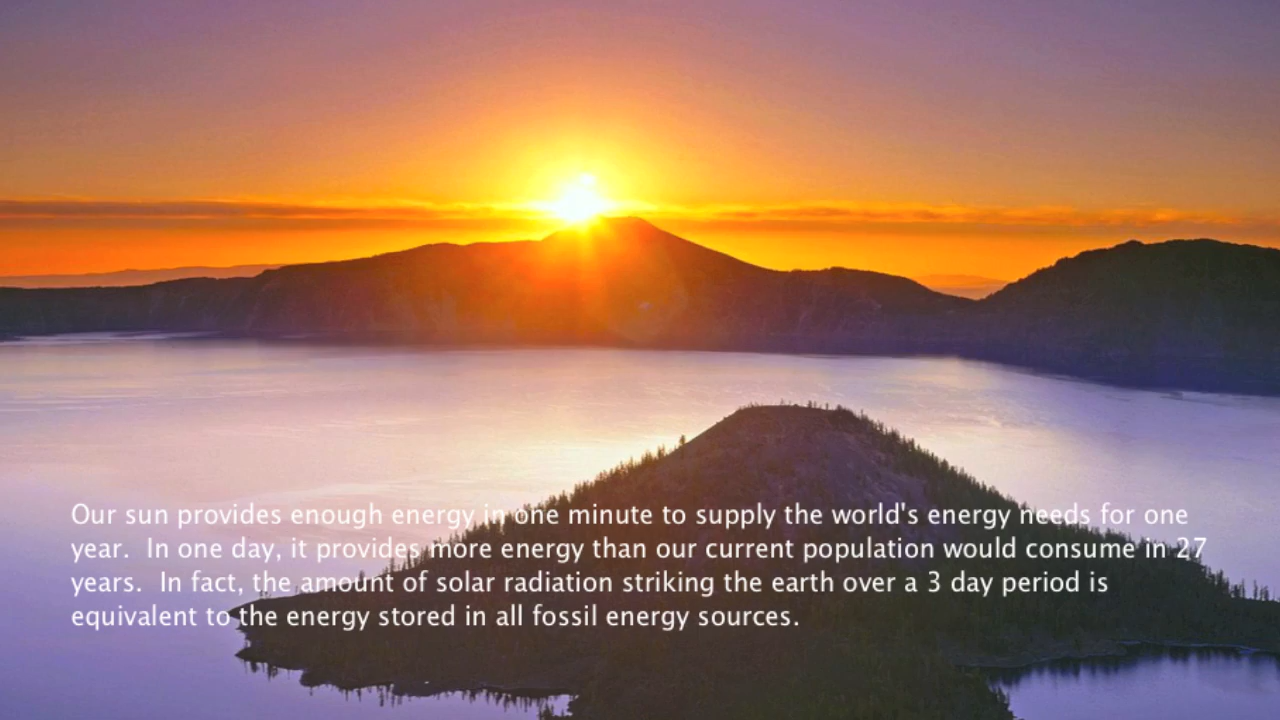 Our sun provides enough energy in one minute to supply the world's energy needs for one
year.  In one day, it provides more energy than our current population would consume in 27
years.  In fact, the amount of solar radiation striking the earth over a 3 day period is
equivalent to the energy stored in all fossil energy sources.